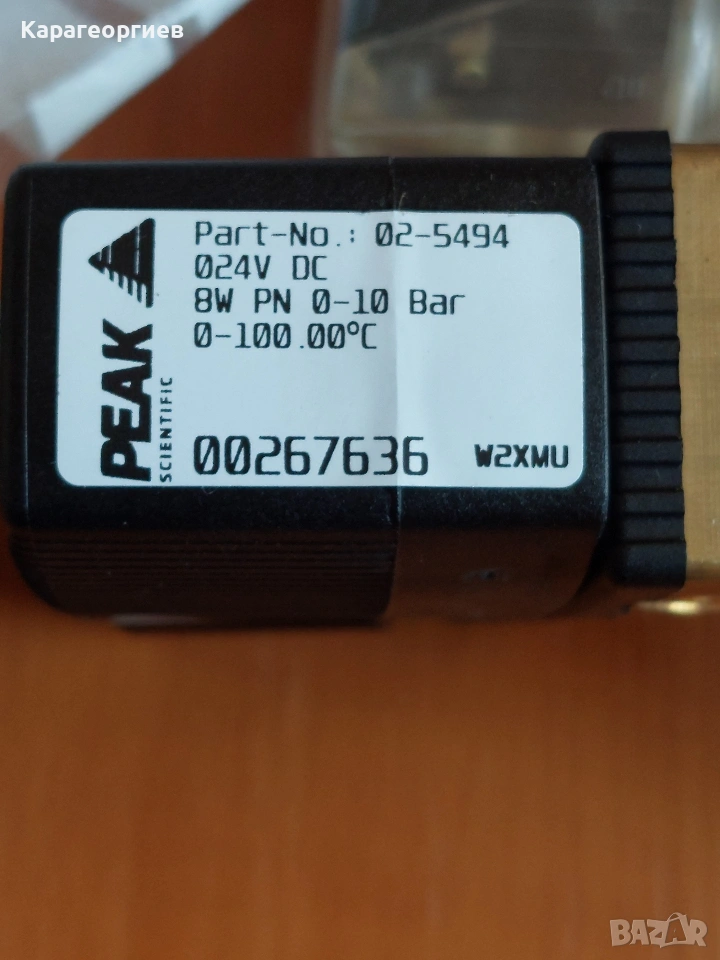 Карагеоргиев
Part-No.: 02-5494
024V DC
8W PN 0-10 Bar
0-100.00°C
PEAK
SCIENTIFIC
00267636 W2XMU
BAZAR